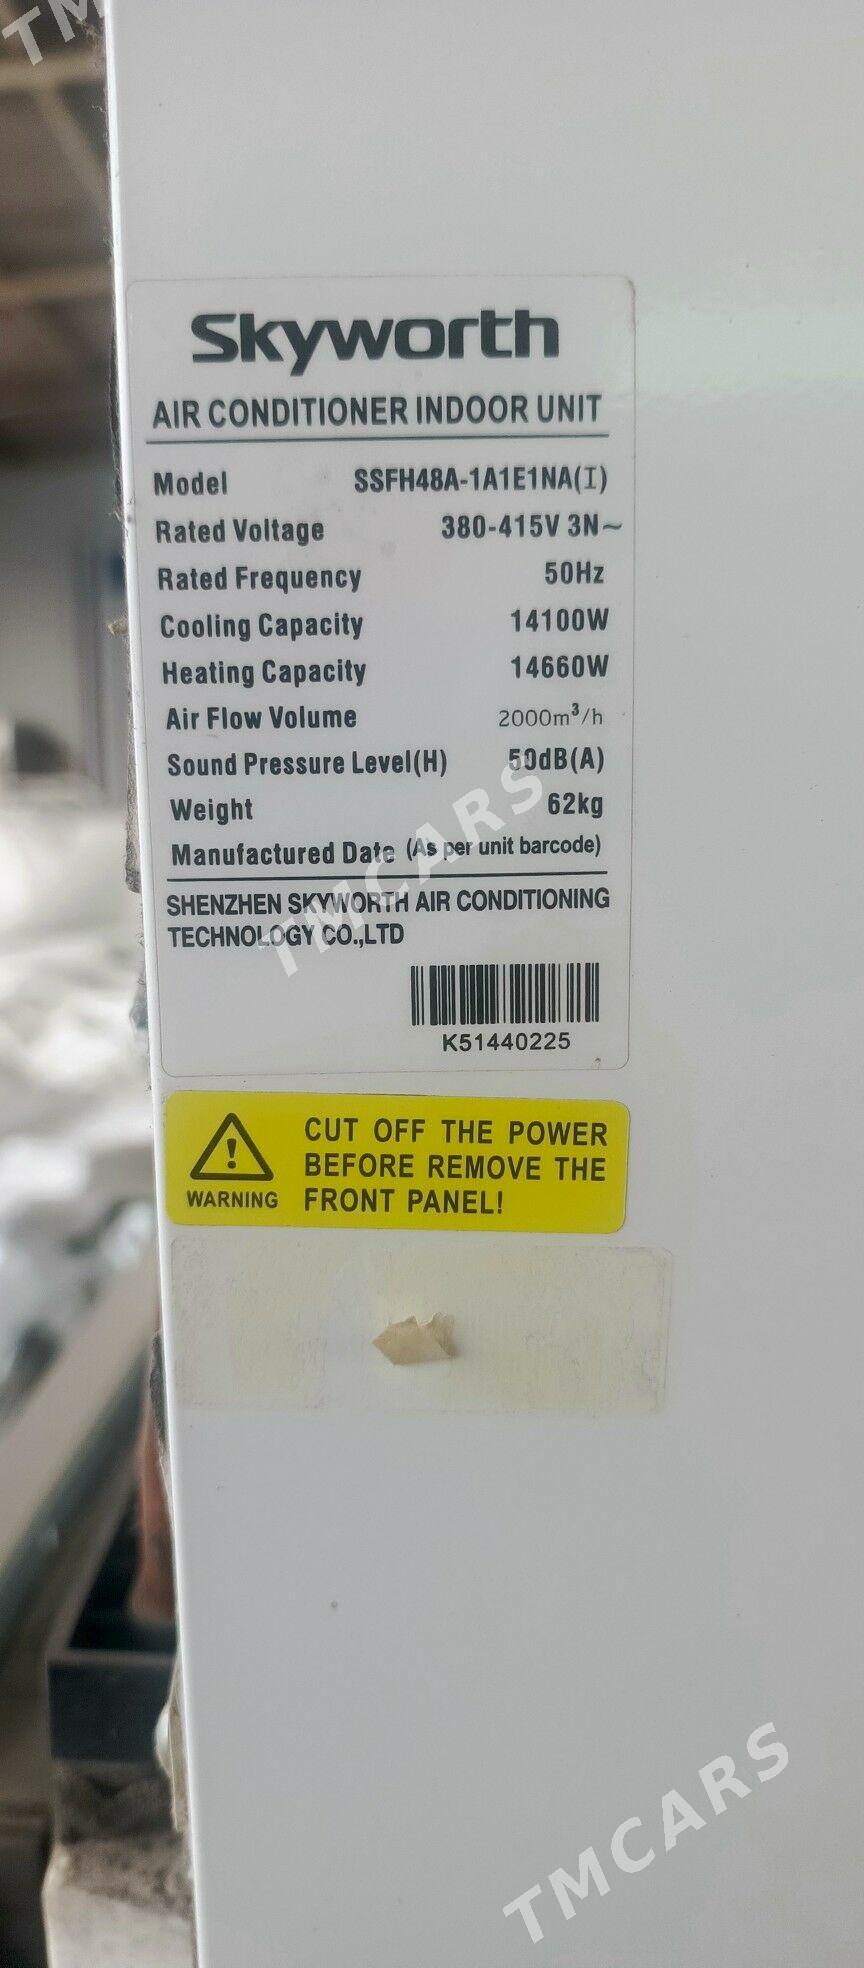 TM
Skyworth
AIR CONDITIONER INDOOR UNIT
Model SSFH48A-1A1E1NA(I)
Rated Voltage 380-415V 3N~
Rated Frequency 50Hz
Cooling Capacity 14100W
Heating Capacity 14660W
Air Flow Volume 2000m³/h
Sound Pressure Level(H) 50dB(A)
Weight 62kg
Manufactured Date (As per unit barcode)
TMCARS
SHENZHEN SKYWORTH AIR CONDITIONING
TECHNOLOGY CO.,LTD
K51440225
WARNING
CUT OFF THE POWER
BEFORE REMOVE THE
FRONT PANEL!
TMCARS